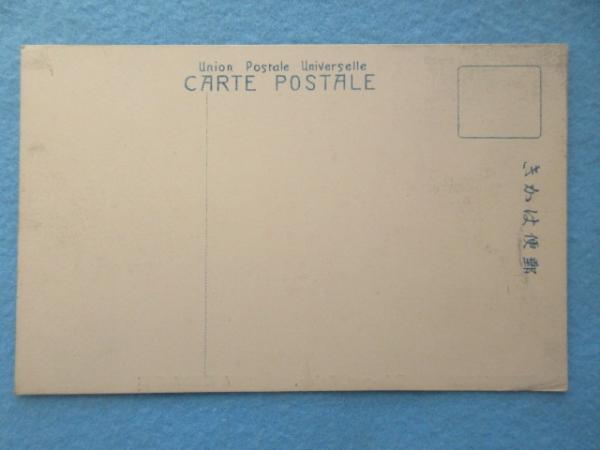 Union Postale Universelle
CARTE POSTALE
きかは便郵